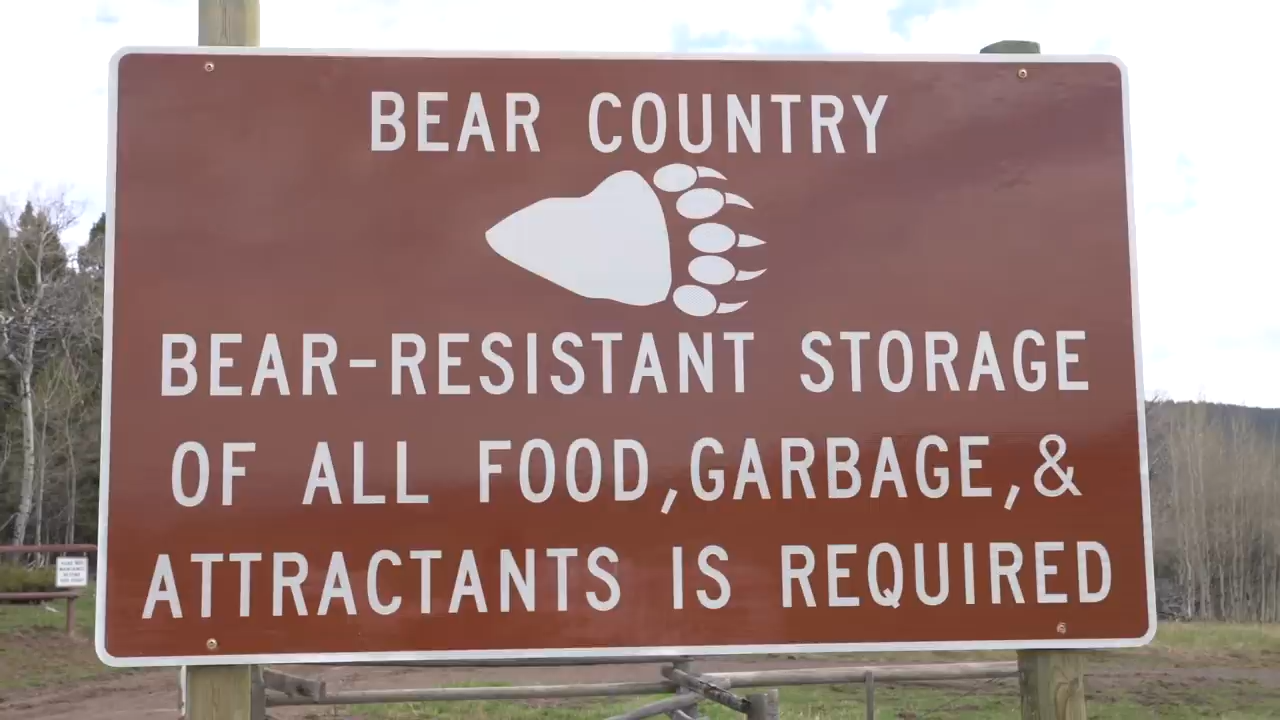 BEAR COUNTRY
BEAR-RESISTANT STORAGE
OF ALL FOOD, GARBAGE, &
ATTRACTANTS IS REQUIRED